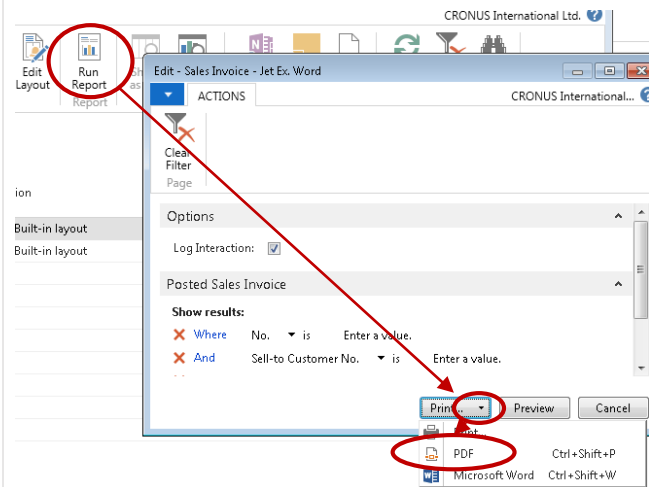 CRONUS International Ltd.
Edit
Layout
Run
Report
Sh
as
Report
Edit - Sales Invoice - Jet Ex. Word
ACTIONS
CRONUS International...
Clear
Filter
Page
ion
Options
Built-in layout
Log Interaction:
Built-in layout
Posted Sales Invoice
Show results:
Where No. is Enter a value.
And Sell-to Customer No. is Enter a value.
Print... Preview Cancel
Print...
PDF Ctrl+Shift+P
Microsoft Word Ctrl+Shift+W